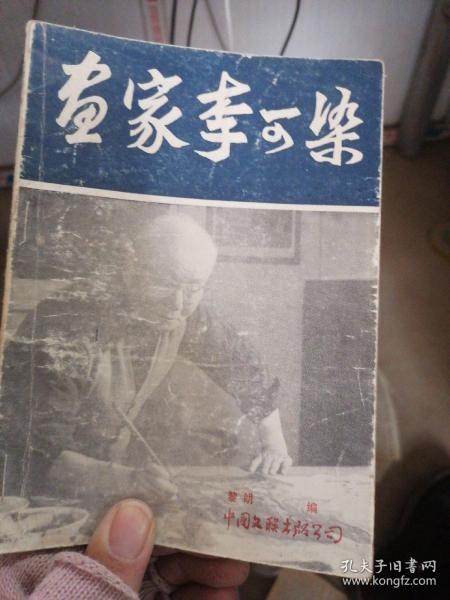 画家李可染
黎朗 编
中国文联出版公司
孔夫子旧书网
www.kongfz.com